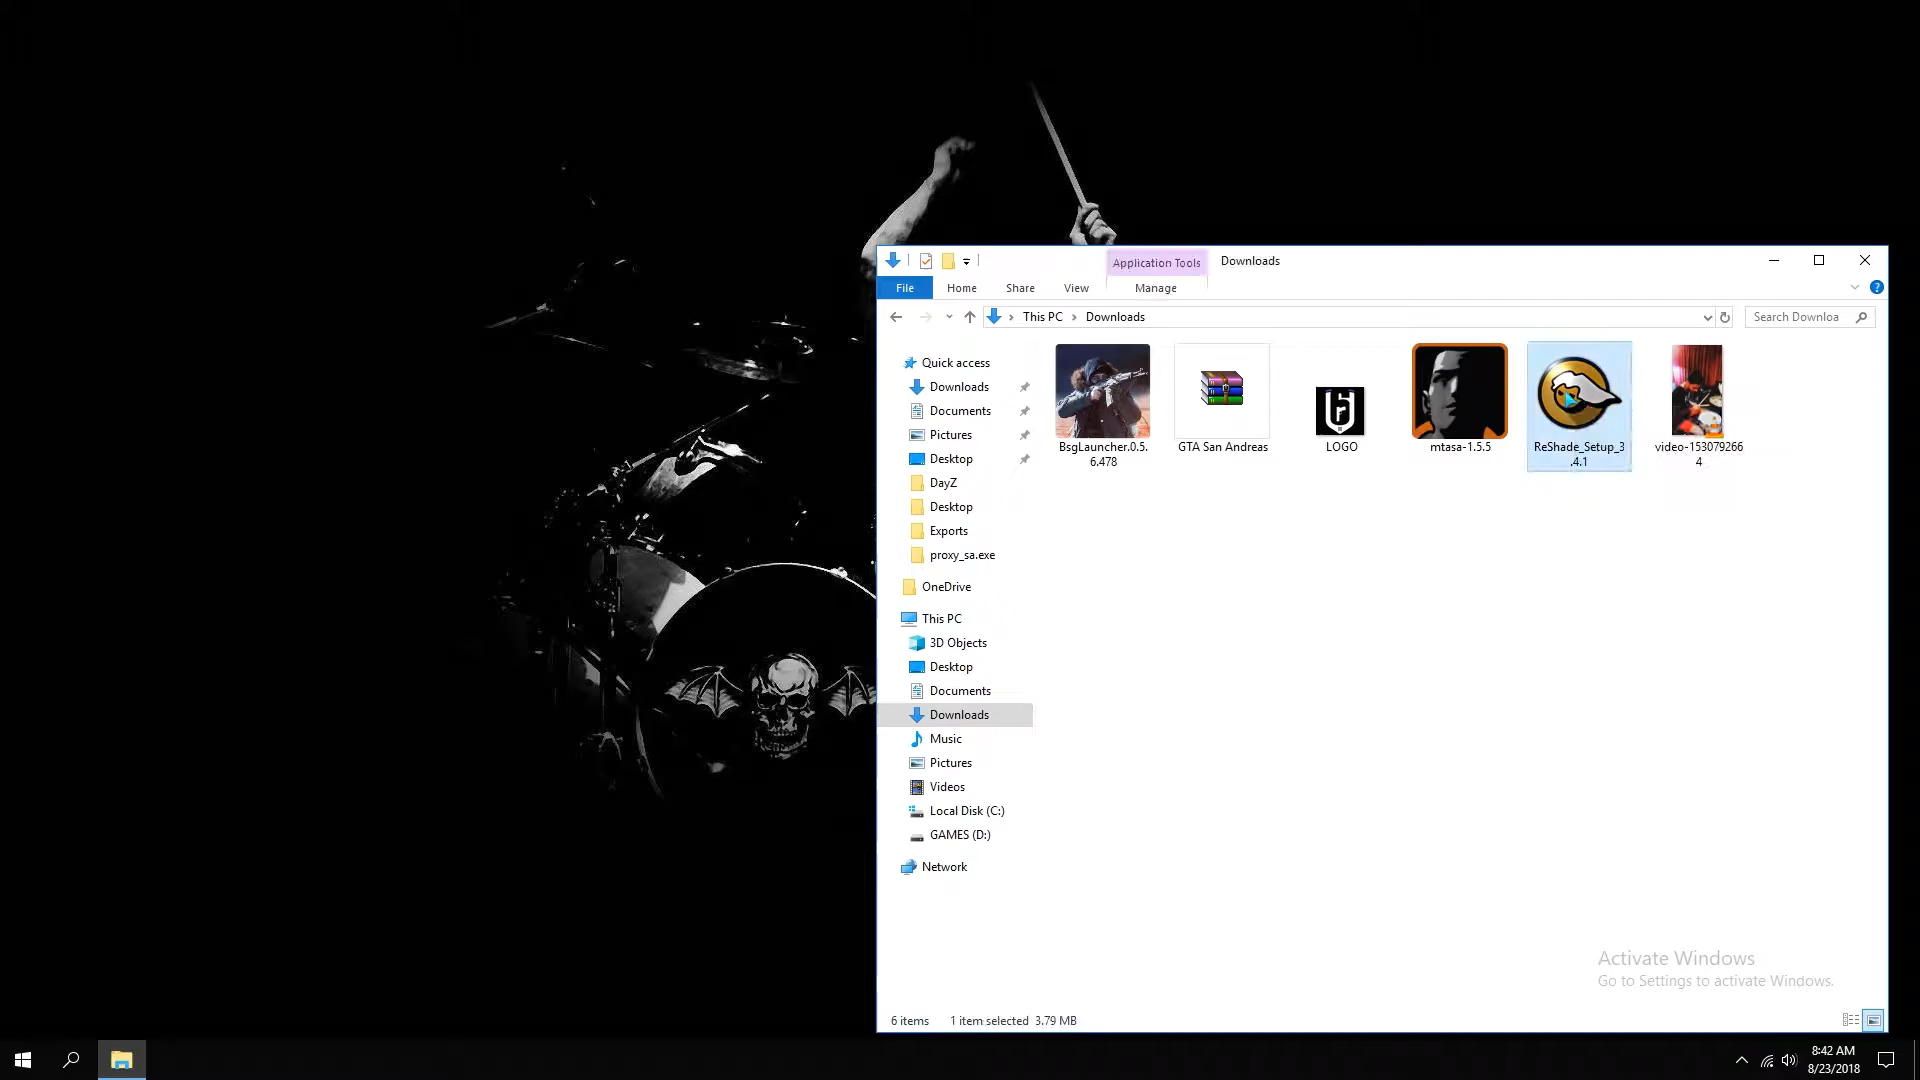 Application Tools
Downloads
File
Home
Share
View
Manage
This PC
Downloads
Search Downloa
Quick access
Downloads
Documents
Pictures
Desktop
DayZ
Desktop
Exports
proxy_sa.exe
OneDrive
This PC
3D Objects
Desktop
Documents
Downloads
Music
Pictures
Videos
Local Disk (C:)
GAMES (D:)
Network
BsgLauncher.0.5.
6.478
GTA San Andreas
LOGO
mtasa-1.5.5
ReShade_Setup_3
.4.1
video-153079266
4
Activate Windows
Go to Settings to activate Windows.
6 items
1 item selected 3.79 MB
8:42 AM
8/23/2018